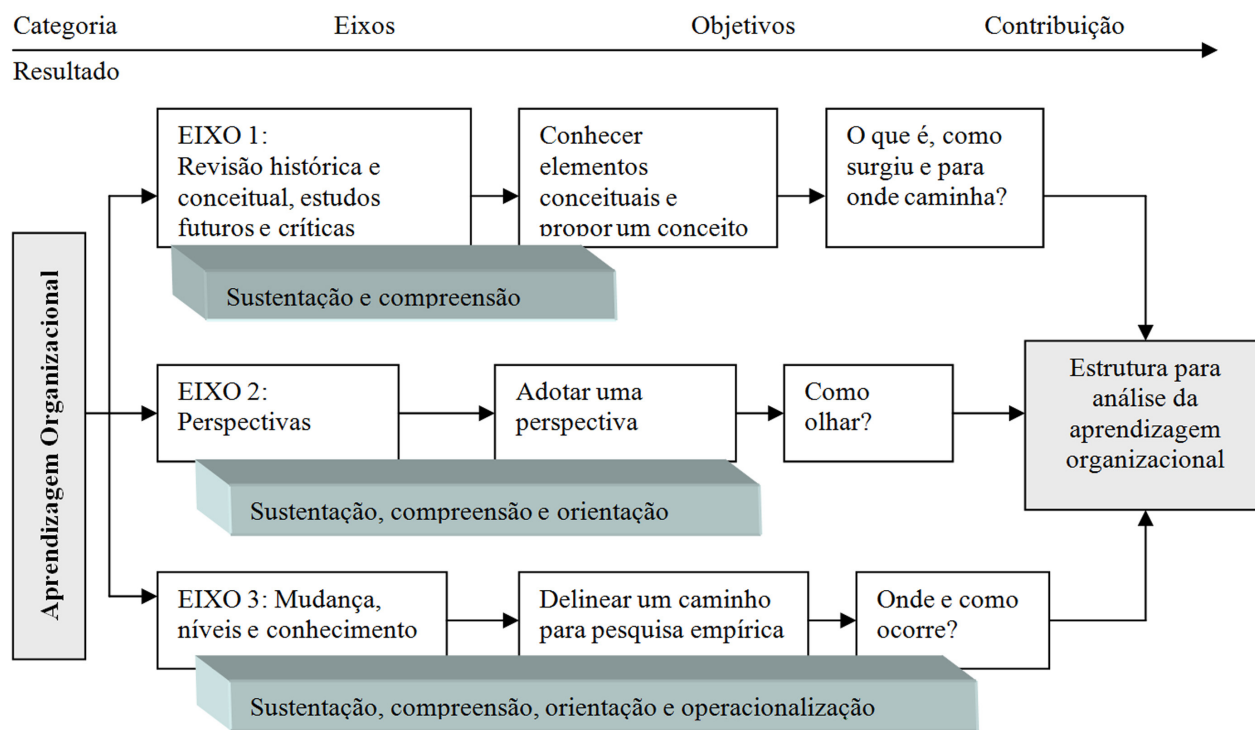 Categoria Eixos Objetivos Contribuição
Resultado
EIXO 1:
Revisão histórica e
conceitual, estudos
futuros e críticas
Conhecer
elementos
conceituais e
propor um conceito
O que é, como
surgiu e para
onde caminha?
Sustentação e compreensão
Aprendizagem Organizacional
EIXO 2:
Perspectivas
Adotar uma
perspectiva
Como
olhar?
Estrutura para
análise da
aprendizagem
organizacional
Sustentação, compreensão e orientação
EIXO 3: Mudança,
níveis e conhecimento
Delinear um caminho
para pesquisa empírica
Onde e como
ocorre?
Sustentação, compreensão, orientação e operacionalização